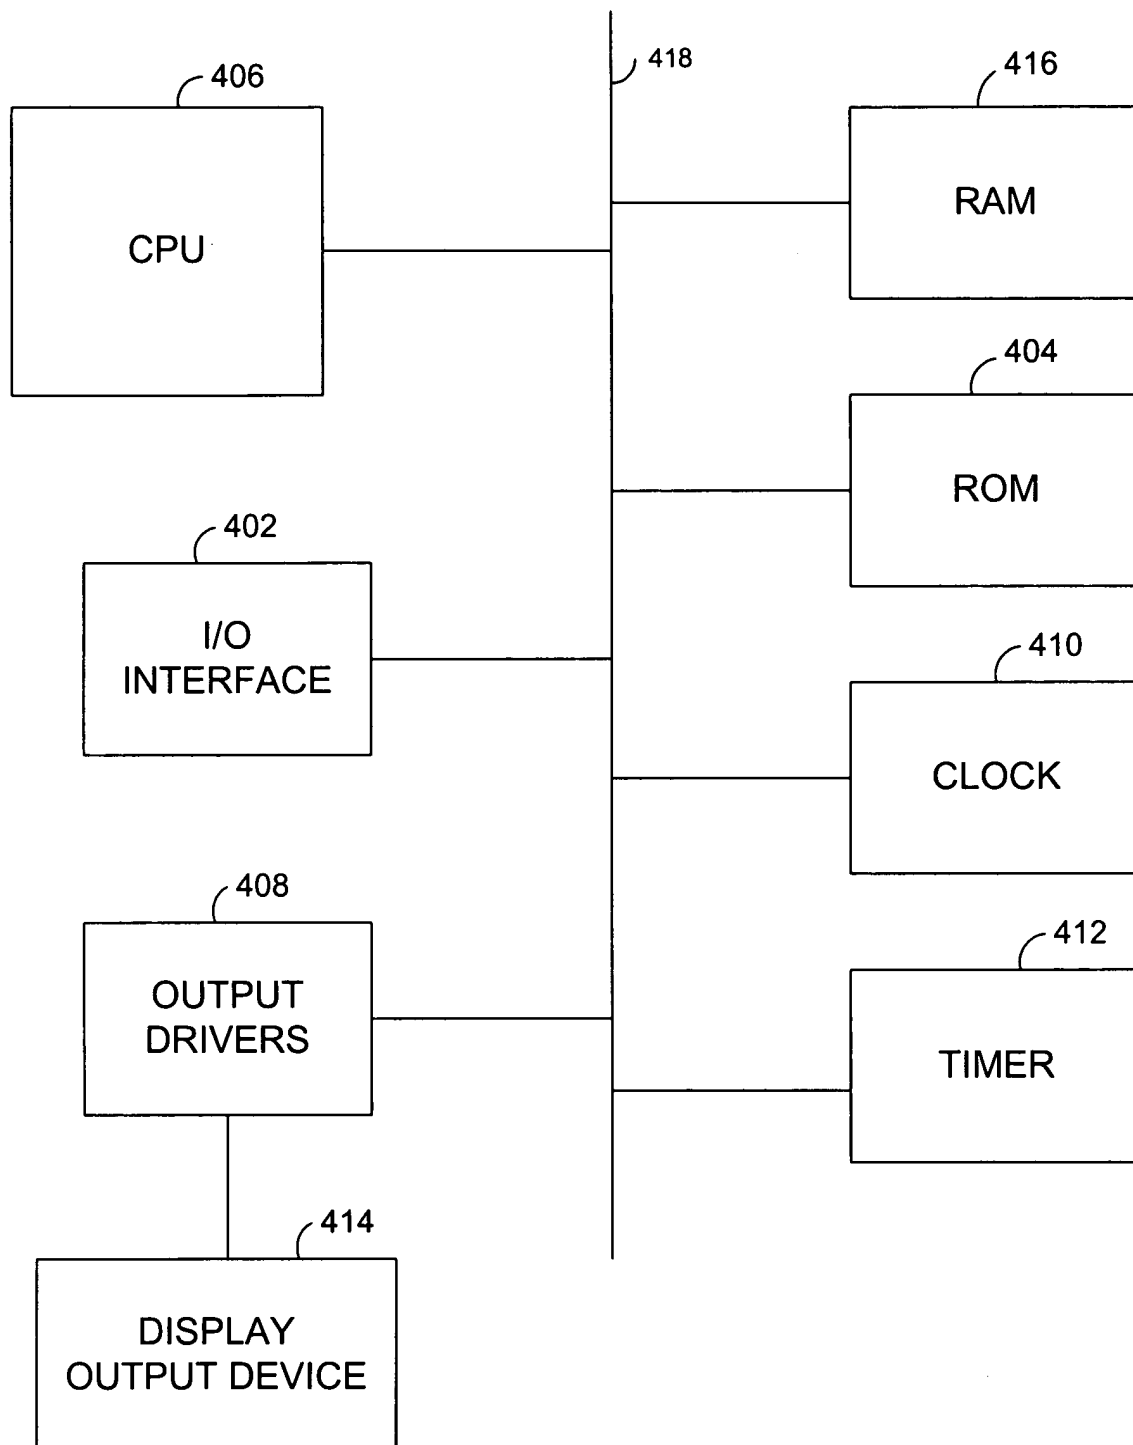 418
406
CPU
416
RAM
404
ROM
402
I/O
INTERFACE
410
CLOCK
408
OUTPUT
DRIVERS
412
TIMER
414
DISPLAY
OUTPUT DEVICE